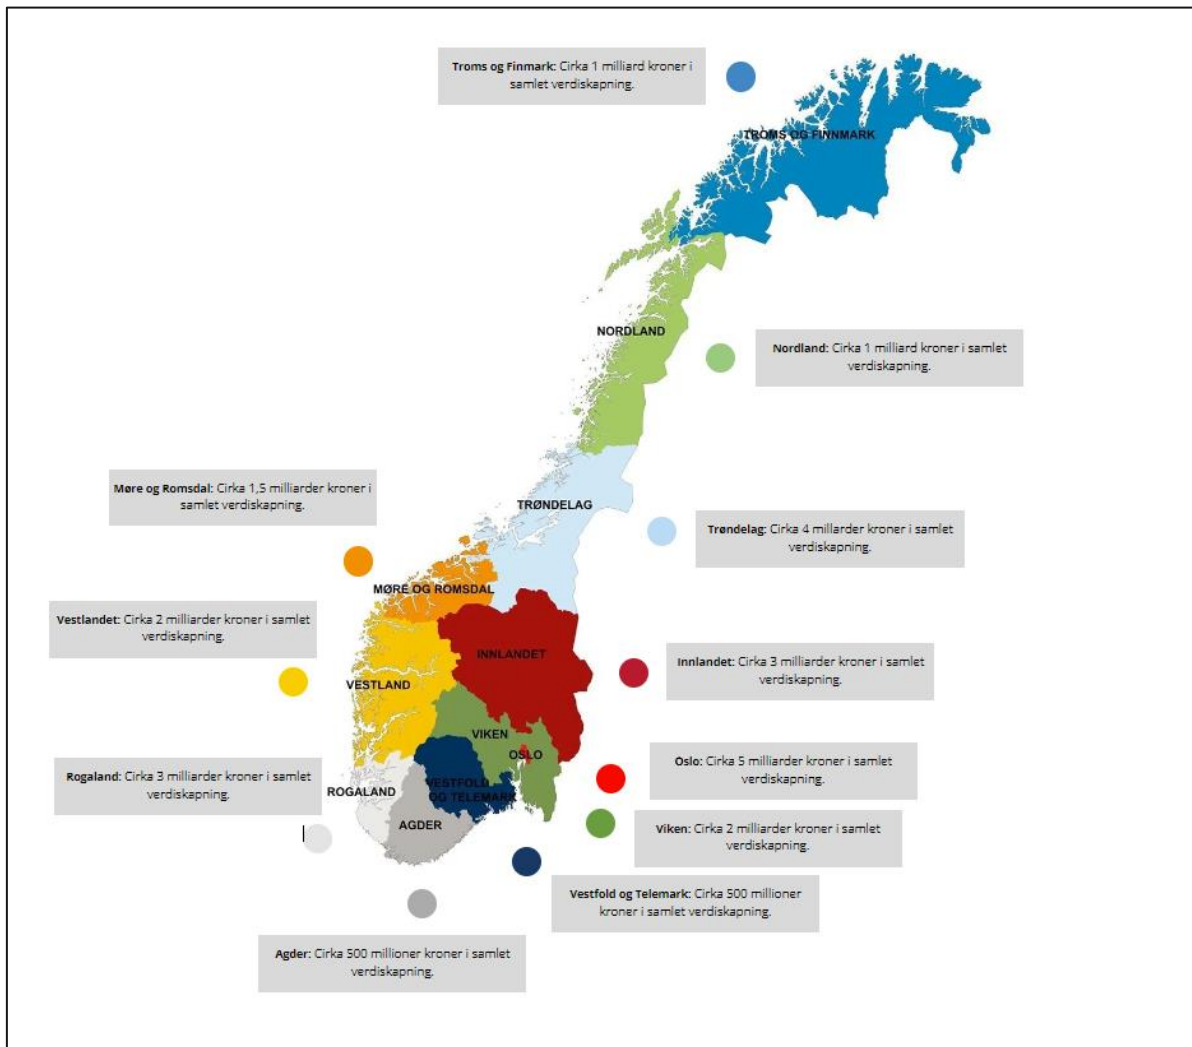 Troms og Finmark: Cirka 1 milliard kroner i
samlet verdiskapning.
TROMS OG FINNMARK
NORDLAND
Nordland: Cirka 1 milliard kroner i samlet
verdiskapning.
Møre og Romsdal: Cirka 1,5 milliarder kroner i
samlet verdiskapning.
TRØNDELAG
Trøndelag: Cirka 4 millarder kroner i samlet
verdiskapning.
MØRE OG ROMSDAL
Vestlandet: Cirka 2 milliarder kroner i samlet
verdiskapning.
INNLANDET
Innlandet: Cirka 3 milliarder kroner i samlet
verdiskapning.
VESTLAND
VIKEN
OSLO
Oslo: Cirka 5 milliarder kroner i samlet
verdiskapning.
Rogaland: Cirka 3 milliarder kroner i samlet
verdiskapning.
ROGALAND
VESTFOLD
OG TELEMARK
AGDER
Viken: Cirka 2 milliarder kroner i samlet
verdiskapning.
Vestfold og Telemark: Cirka 500 millioner
kroner i samlet verdiskapning.
Agder: Cirka 500 millioner kroner i samlet
verdiskapning.